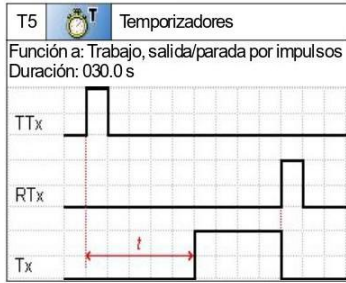 T5 T Temporizadores
Función a: Trabajo, salida/parada por impulsos
Duración: 030.0 s
TTx
RTx
t
Tx